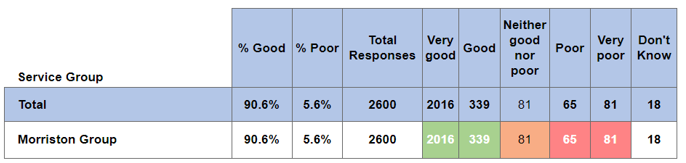 Service Group % Good % Poor Total Responses Very good Good Neither good nor poor Poor Very poor Don't Know
Total 90.6% 5.6% 2600 2016 339 81 65 81 18
Morriston Group 90.6% 5.6% 2600 2016 339 81 65 81 18